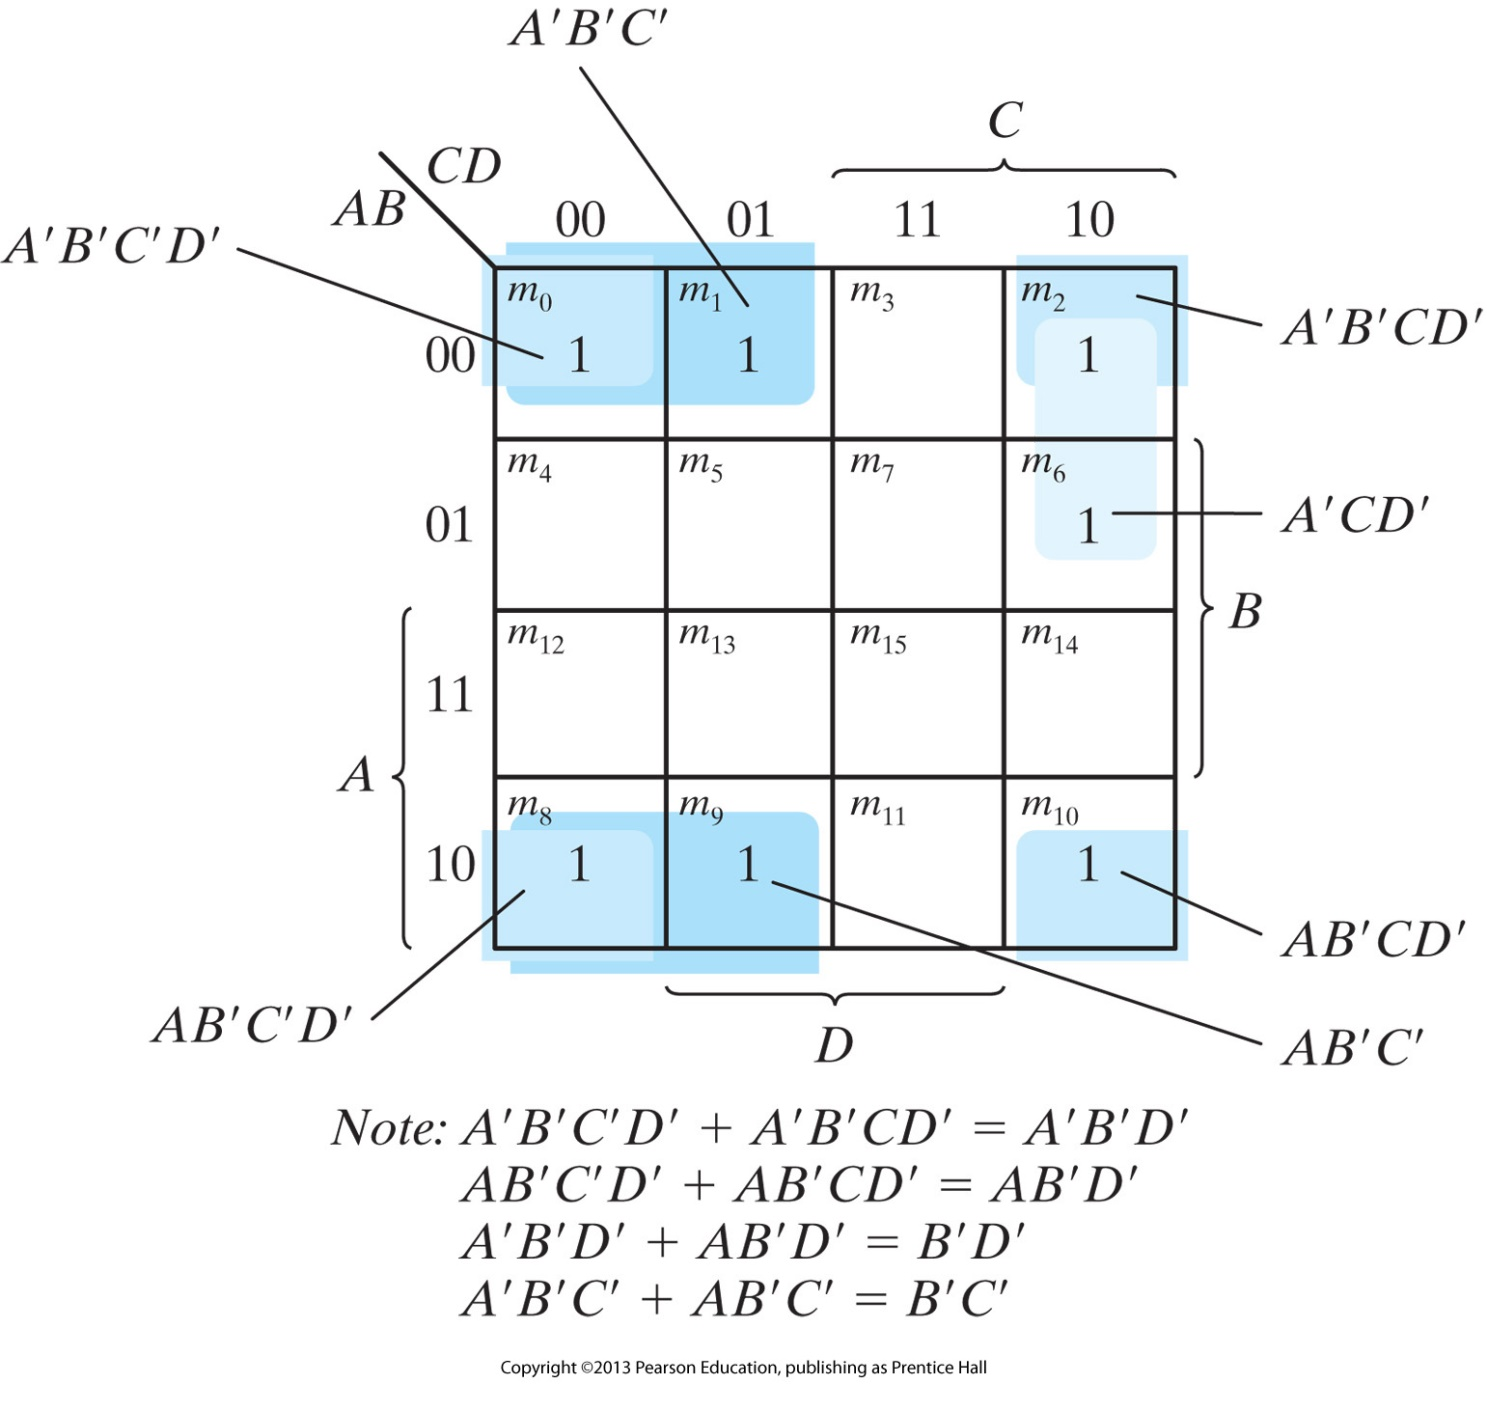 A′B′C′
C
CD
AB
00 01 11 10
A′B′C′D′
m₀ m₁ m₃ m₂
A′B′CD′
00 1 1 1
m₄ m₅ m₇ m₆
A′CD′
01 1
B
m₁₂ m₁₃ m₁₅ m₁₄
11
A
m₈ m₉ m₁₁ m₁₀
10 1 1 1
AB′CD′
AB′C′D′
D
AB′C′
Note: A′B′C′D′ + A′B′CD′ = A′B′D′
AB′C′D′ + AB′CD′ = AB′D′
A′B′D′ + AB′D′ = B′D′
A′B′C′ + AB′C′ = B′C′
Copyright ©2013 Pearson Education, publishing as Prentice Hall